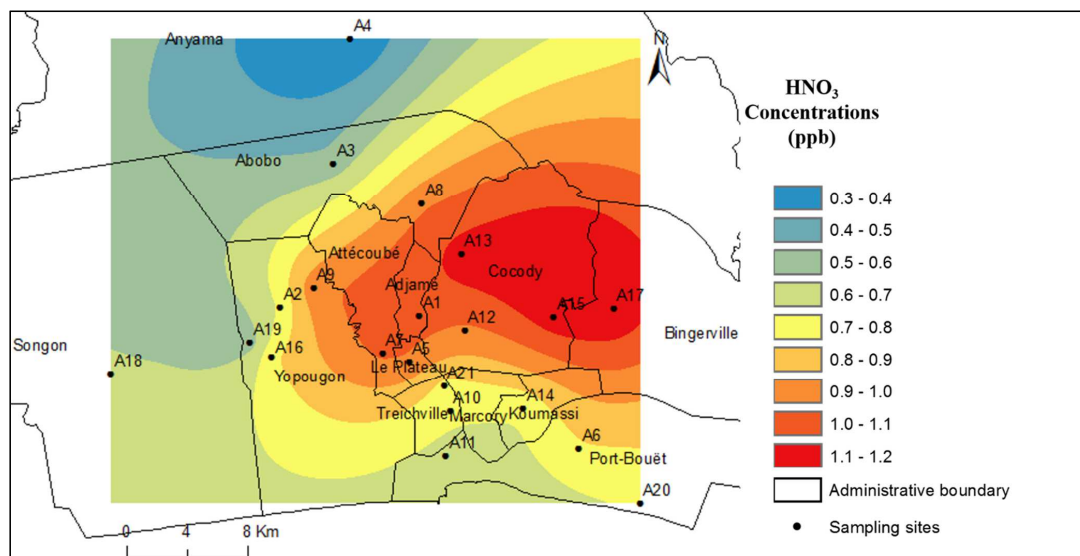 Anyama
A4
N
Abobo
A3
A8
Attécoubé
A13
Cocody
A9
Adjamé
A2
A1
A15
A17
A12
Bingerville
A19
Songon
A18
A16
A7
A5
Yopougon
Le Plateau
A21
A10
A14
Treichville
Marcory
Koumassi
A11
A6
Port-Bouët
A20
0 4 8 Km
HNO₃
Concentrations
(ppb)
0.3 - 0.4
0.4 - 0.5
0.5 - 0.6
0.6 - 0.7
0.7 - 0.8
0.8 - 0.9
0.9 - 1.0
1.0 - 1.1
1.1 - 1.2
Administrative boundary
Sampling sites